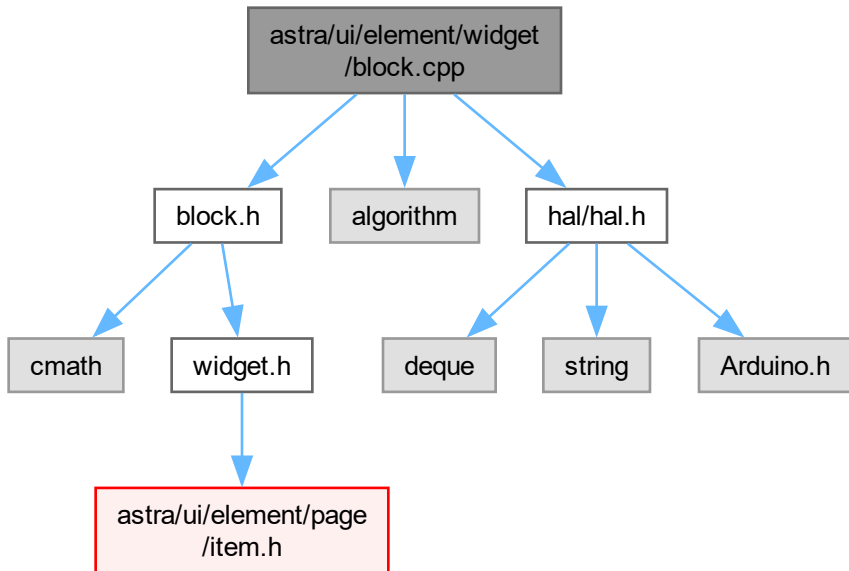 astra/ui/element/widget
/block.cpp
block.h
algorithm
hal/hal.h
cmath
widget.h
deque
string
Arduino.h
astra/ui/element/page
/item.h